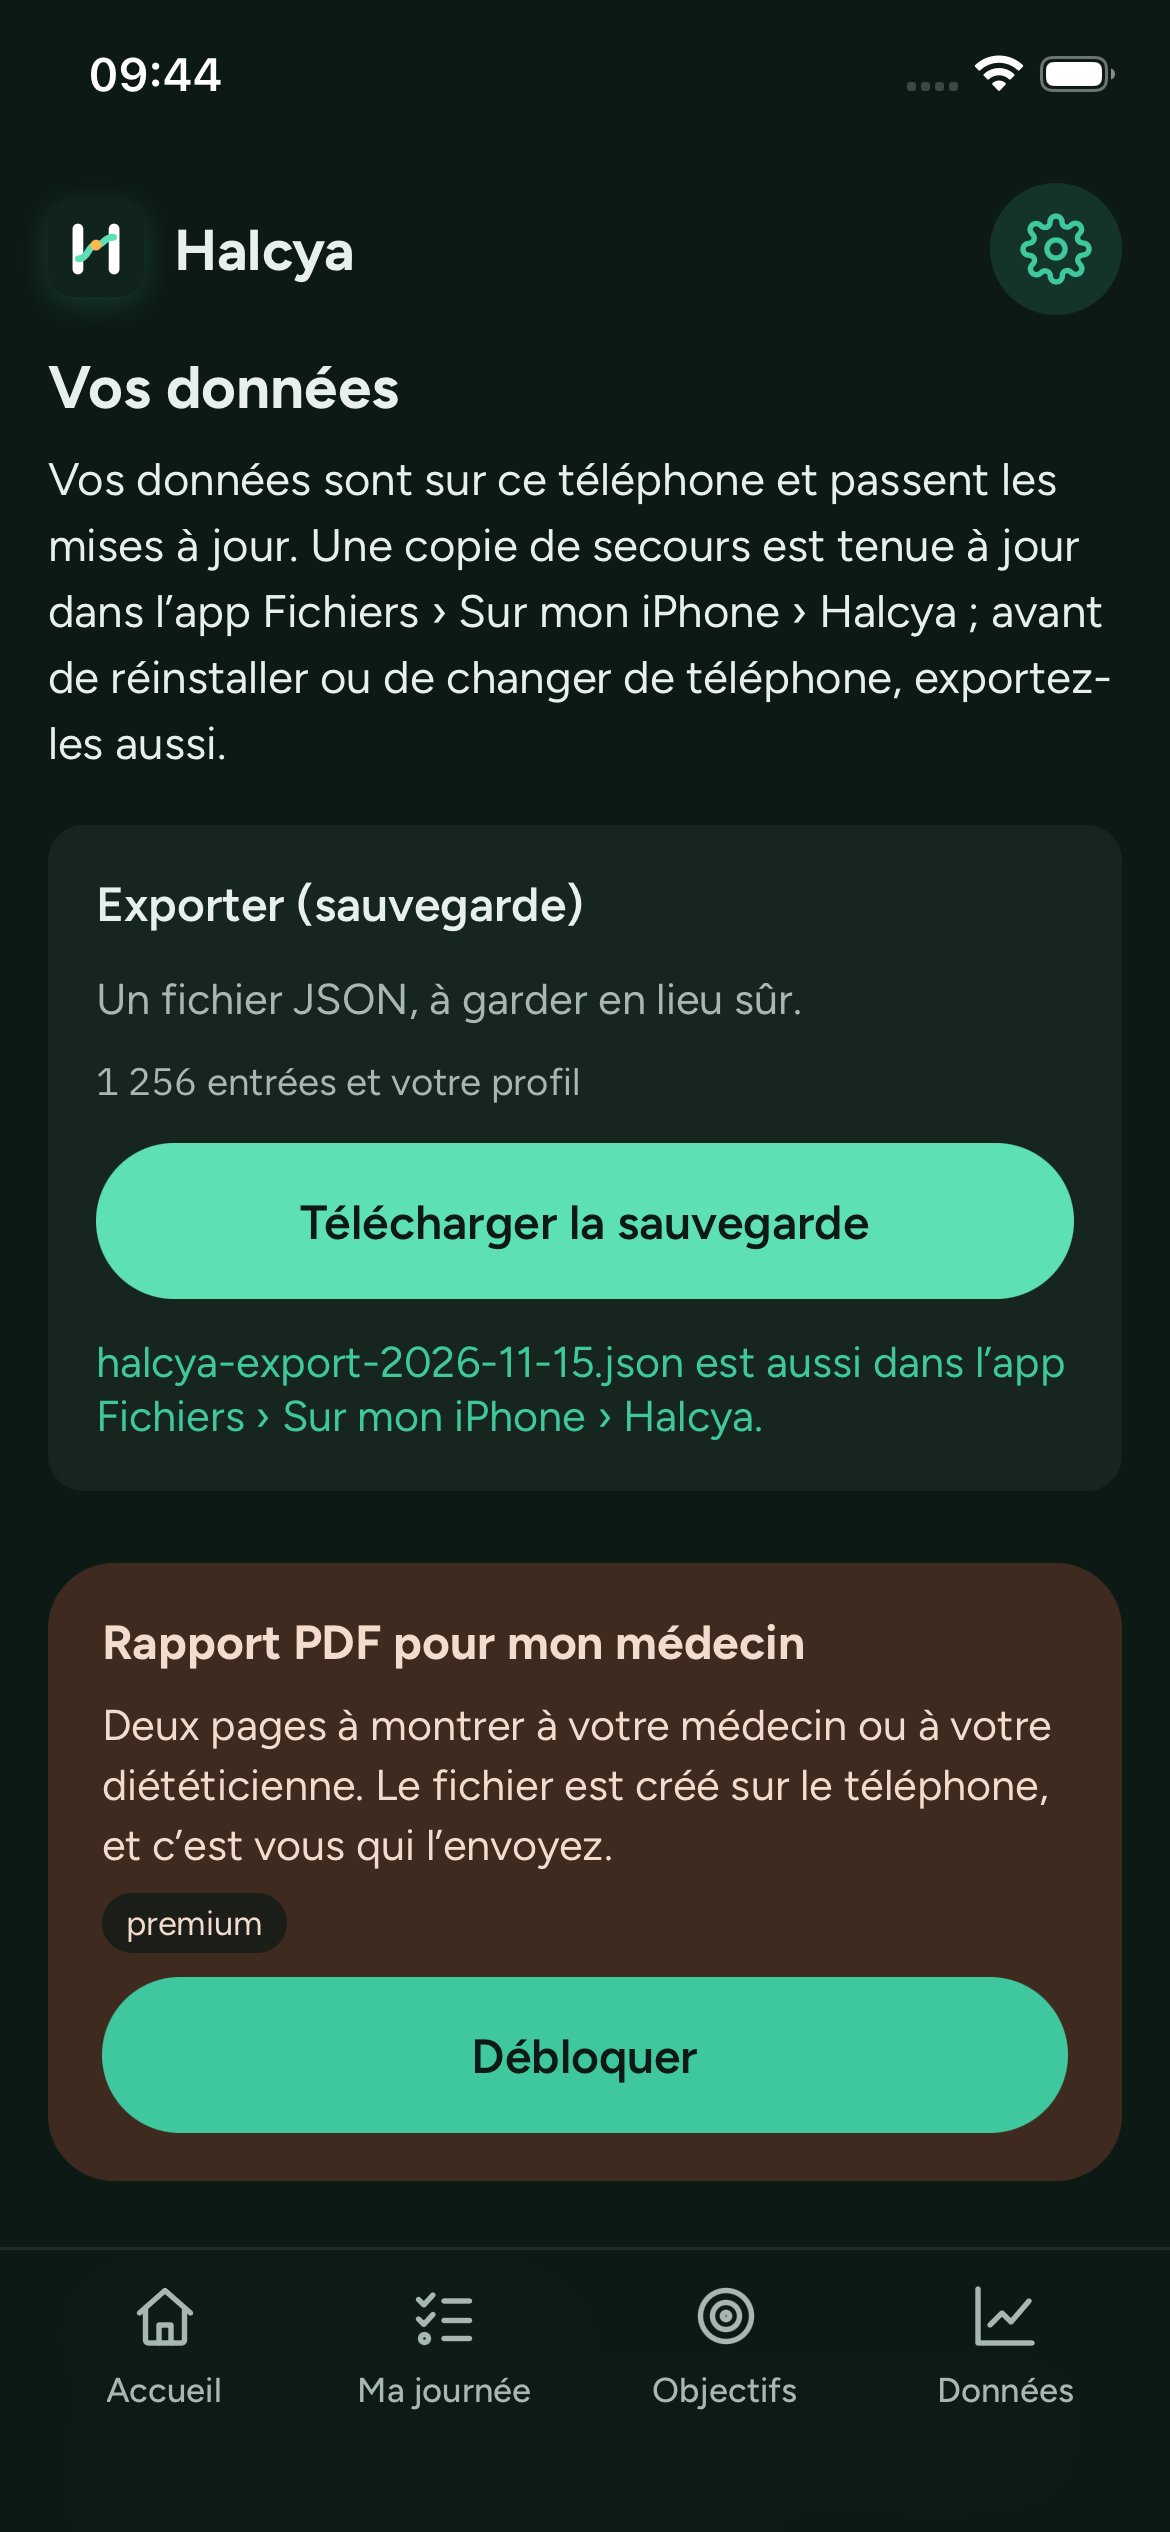 09:44
Halcya
Vos données
Vos données sont sur ce téléphone et passent les
mises à jour. Une copie de secours est tenue à jour
dans l’app Fichiers › Sur mon iPhone › Halcya ; avant
de réinstaller ou de changer de téléphone, exportez-
les aussi.
Exporter (sauvegarde)
Un fichier JSON, à garder en lieu sûr.
1 256 entrées et votre profil
Télécharger la sauvegarde
halcya-export-2026-11-15.json est aussi dans l’app
Fichiers › Sur mon iPhone › Halcya.
Rapport PDF pour mon médecin
Deux pages à montrer à votre médecin ou à votre
diététicienne. Le fichier est créé sur le téléphone,
et c’est vous qui l’envoyez.
premium
Débloquer
Accueil
Ma journée
Objectifs
Données